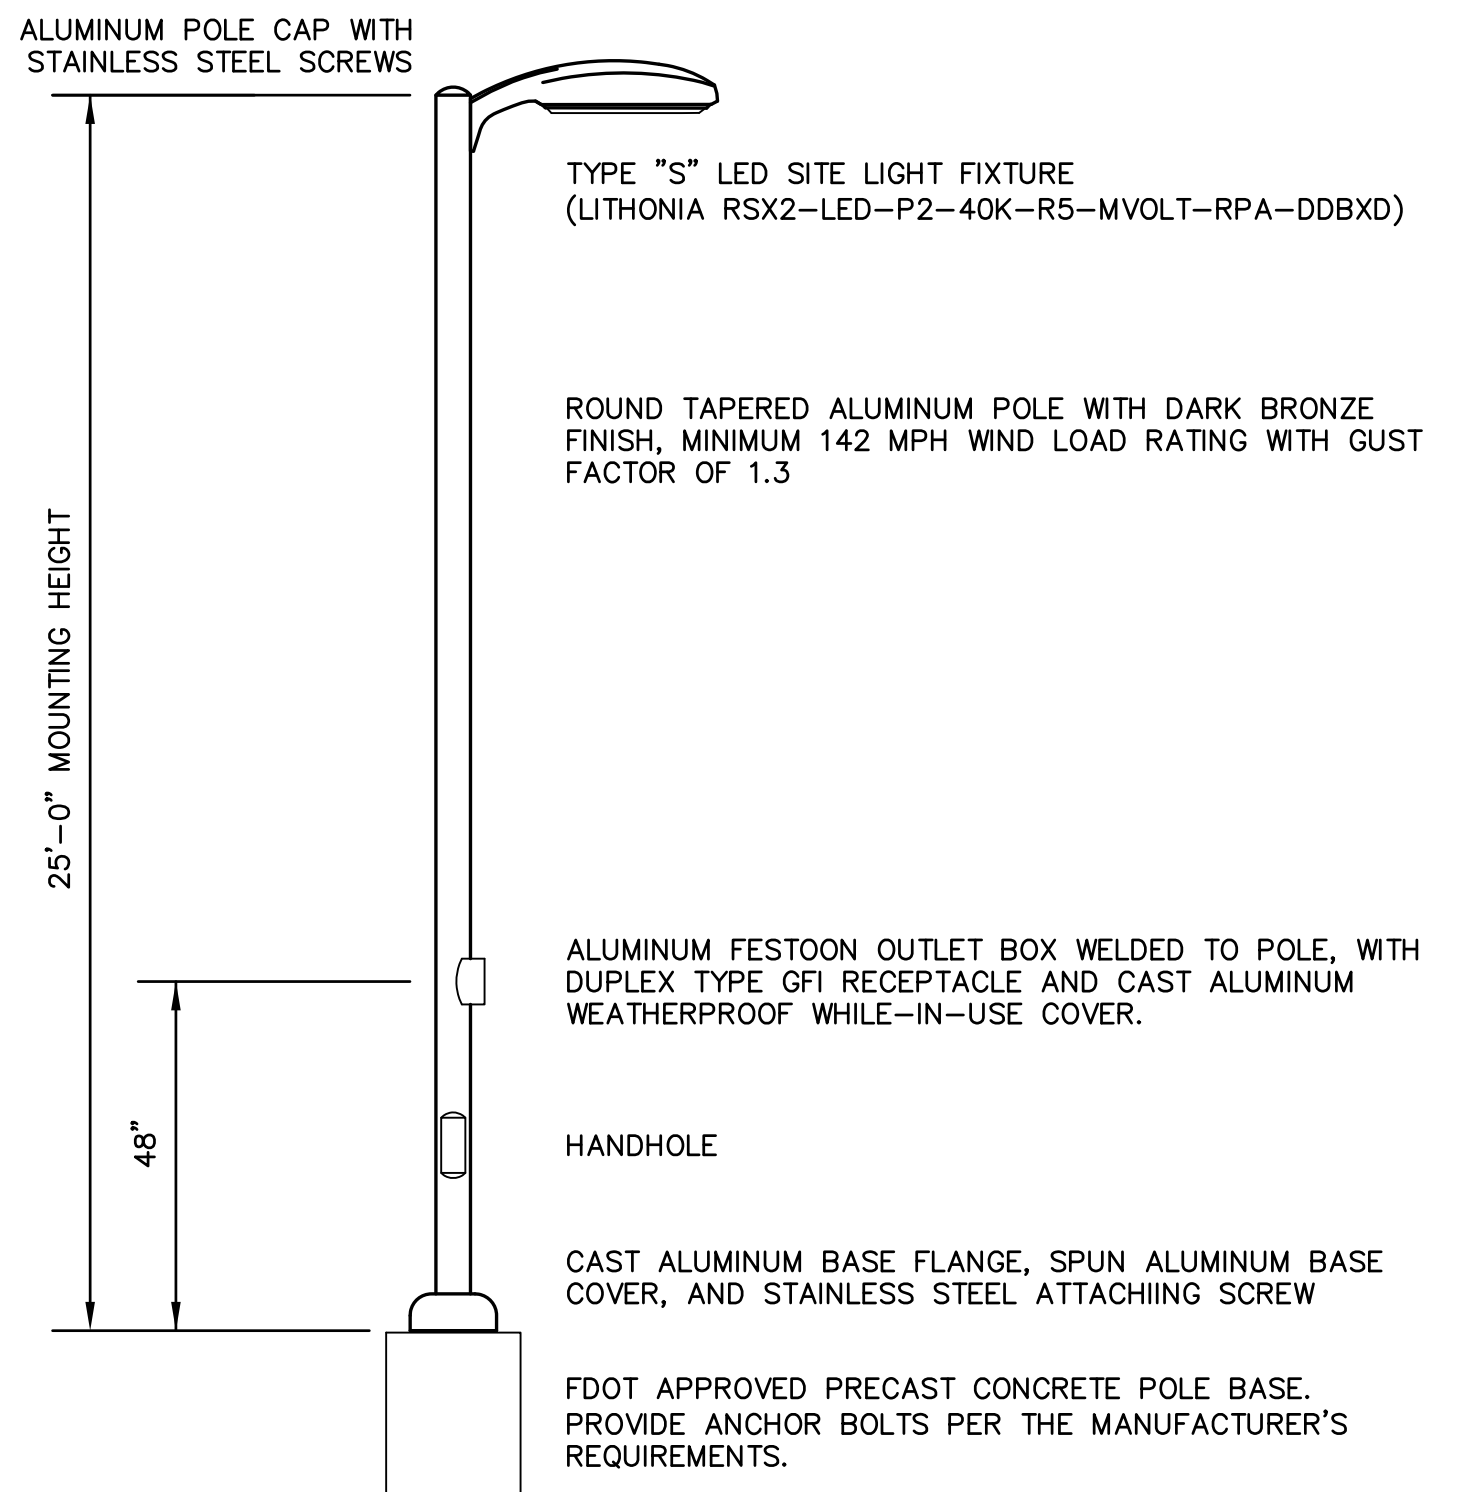 ALUMINUM POLE CAP WITH
STAINLESS STEEL SCREWS
TYPE "S" LED SITE LIGHT FIXTURE
(LITHONIA RSX2-LED-P2-40K-R5-MVOLT-RPA-DDBXD)
ROUND TAPERED ALUMINUM POLE WITH DARK BRONZE
FINISH, MINIMUM 142 MPH WIND LOAD RATING WITH GUST
FACTOR OF 1.3
25'-0" MOUNTING HEIGHT
ALUMINUM FESTOON OUTLET BOX WELDED TO POLE, WITH
DUPLEX TYPE GFI RECEPTACLE AND CAST ALUMINUM
WEATHERPROOF WHILE-IN-USE COVER.
48"
HANDHOLE
CAST ALUMINUM BASE FLANGE, SPUN ALUMINUM BASE
COVER, AND STAINLESS STEEL ATTACHIING SCREW
FDOT APPROVED PRECAST CONCRETE POLE BASE.
PROVIDE ANCHOR BOLTS PER THE MANUFACTURER'S
REQUIREMENTS.